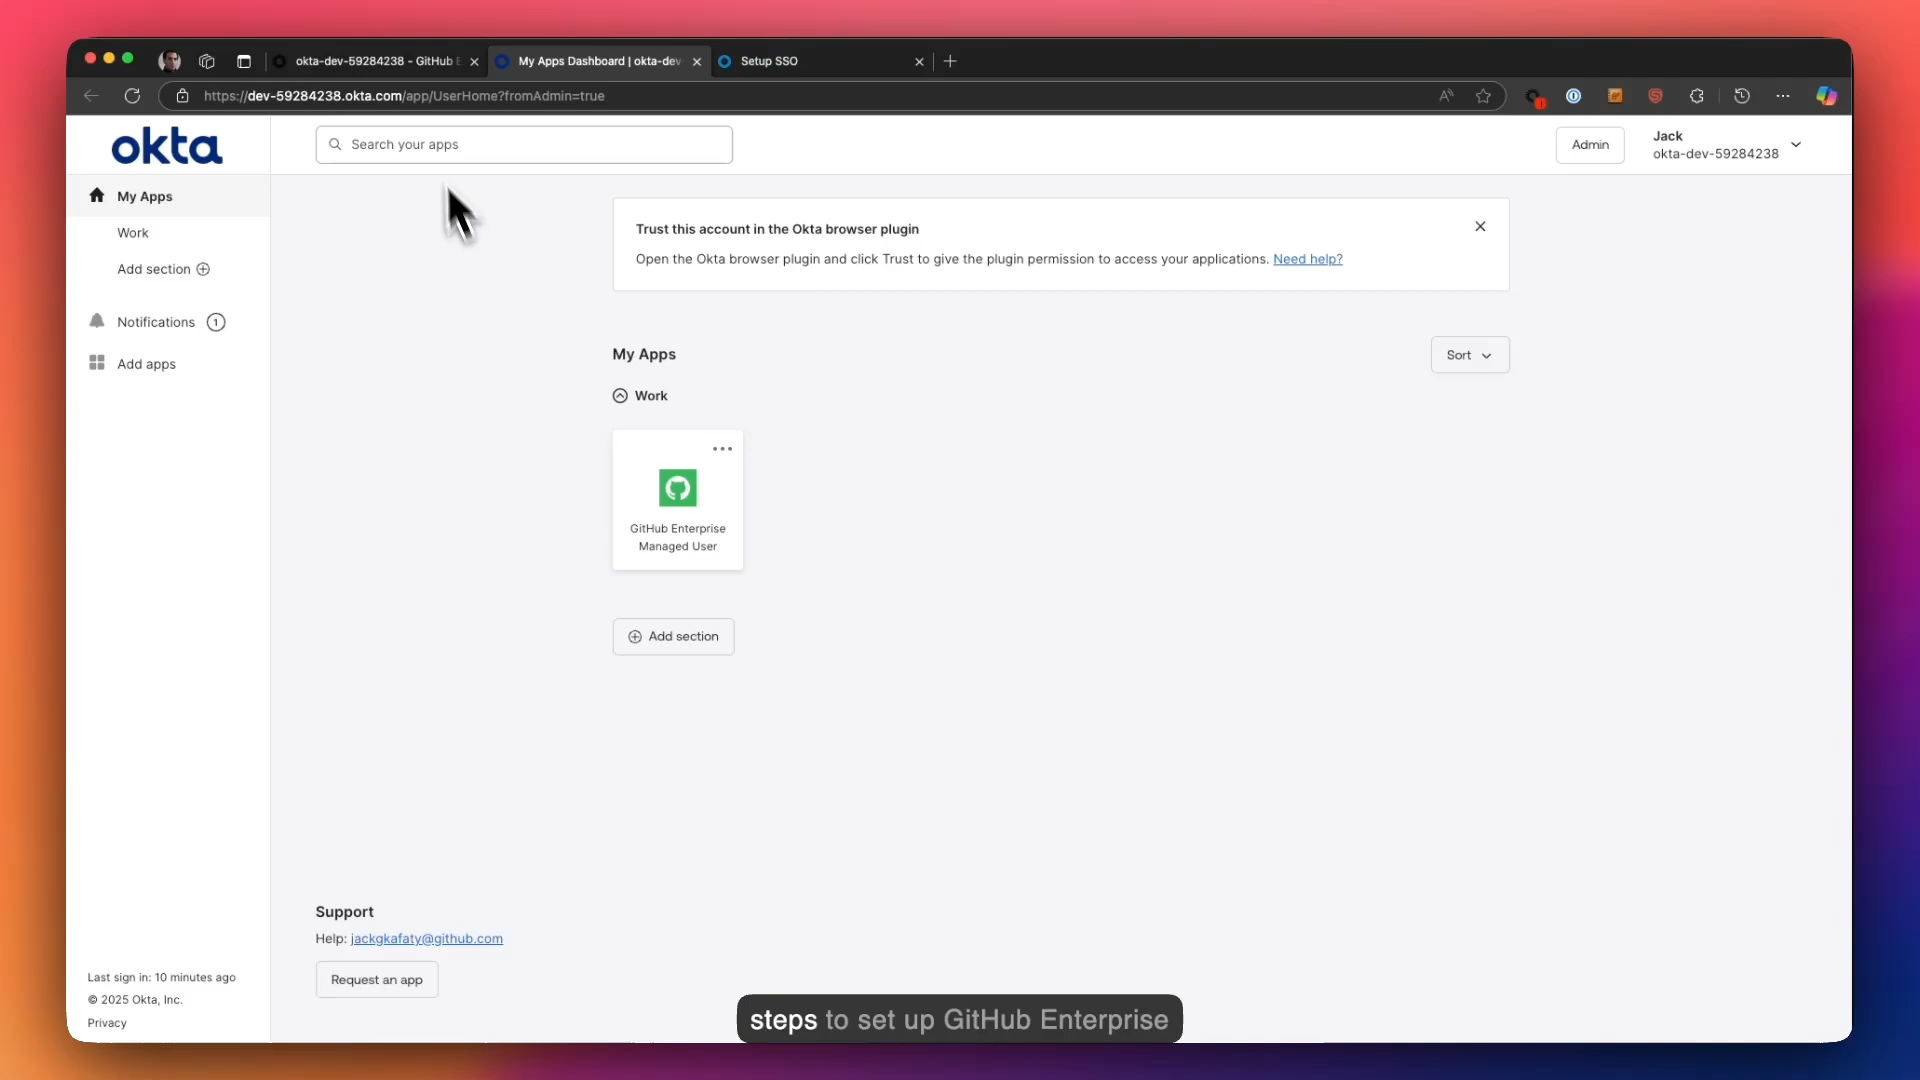 okta-dev-59284238 - GitHub E
My Apps Dashboard | okta-dev
Setup SSO
https://dev-59284238.okta.com/app/UserHome?fromAdmin=true
okta
Search your apps
Admin
Jack
okta-dev-59284238
My Apps
Work
Add section
Notifications 1
Add apps
Trust this account in the Okta browser plugin
Open the Okta browser plugin and click Trust to give the plugin permission to access your applications. Need help?
My Apps
Sort
Work
GitHub Enterprise
Managed User
Add section
Support
Help: jackgkafaty@github.com
Request an app
Last sign in: 10 minutes ago
© 2025 Okta, Inc.
Privacy
steps to set up GitHub Enterprise